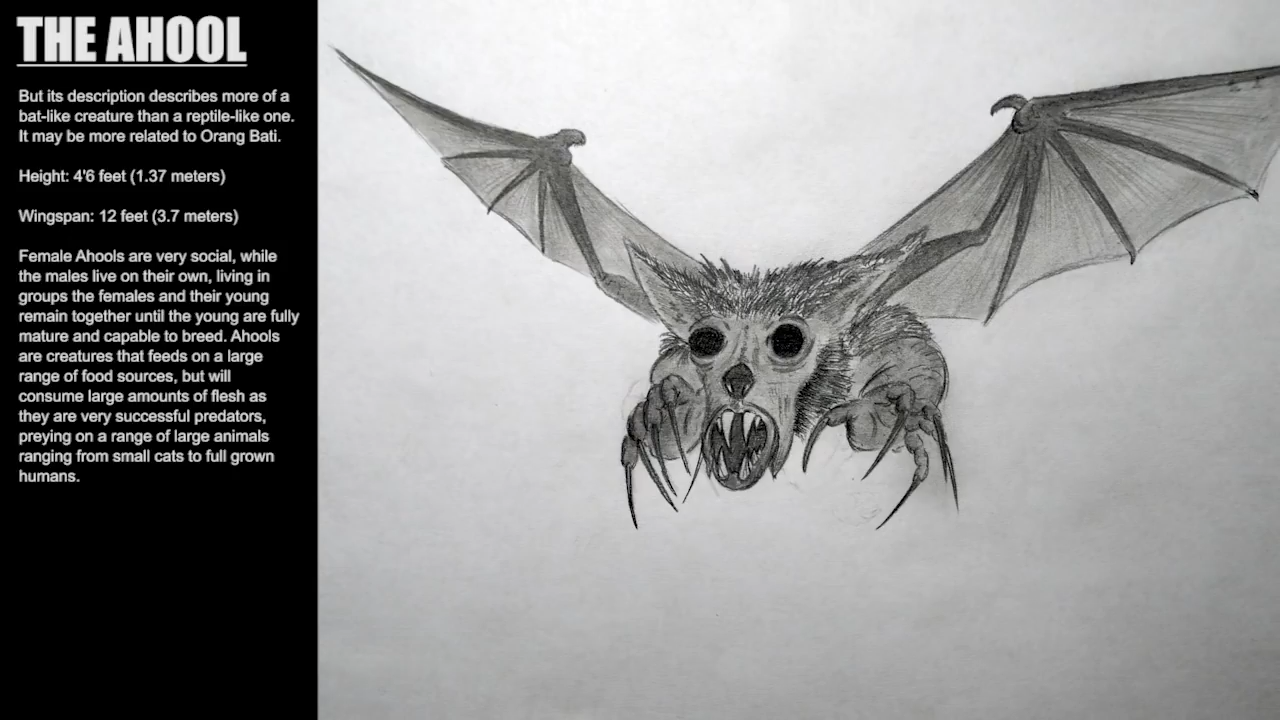 THE AHOOL
But its description describes more of a
bat-like creature than a reptile-like one.
It may be more related to Orang Bati.
Height: 4'6 feet (1.37 meters)
Wingspan: 12 feet (3.7 meters)
Female Ahools are very social, while
the males live on their own, living in
groups the females and their young
remain together until the young are fully
mature and capable to breed. Ahools
are creatures that feeds on a large
range of food sources, but will
consume large amounts of flesh as
they are very successful predators,
preying on a range of large animals
ranging from small cats to full grown
humans.